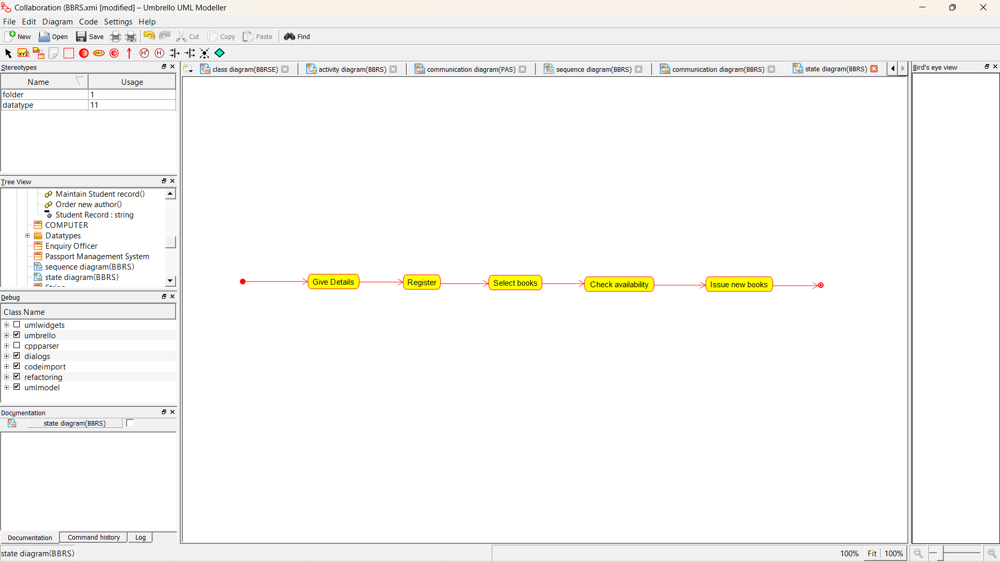 Collaboration (BBRS.xmi [modified] – Umbrello UML Modeller
File Edit Diagram Code Settings Help
New Open Save Cut Copy Paste Find
XYZ ABC H* H
Stereotypes
Name Usage
folder 1
datatype 11
Tree View
Maintain Student record()
Order new author()
Student Record : string
COMPUTER
Datatypes
Enquiry Officer
Passport Management System
sequence diagram(BBRS)
state diagram(BBRS)
String
Debug
Class Name
umlwidgets
umbrello
cppparser
dialogs
codeimport
refactoring
umlmodel
Documentation
state diagram(BBRS)
Documentation Command history Log
state diagram(BBRS)
class diagram(BBRSE) activity diagram(BBRS) communication diagram(PAS) sequence diagram(BBRS) communication diagram(BBRS) state diagram(BBRS)
Give Details Register Select books Check availability Issue new books
Bird's eye view
100% Fit 100%